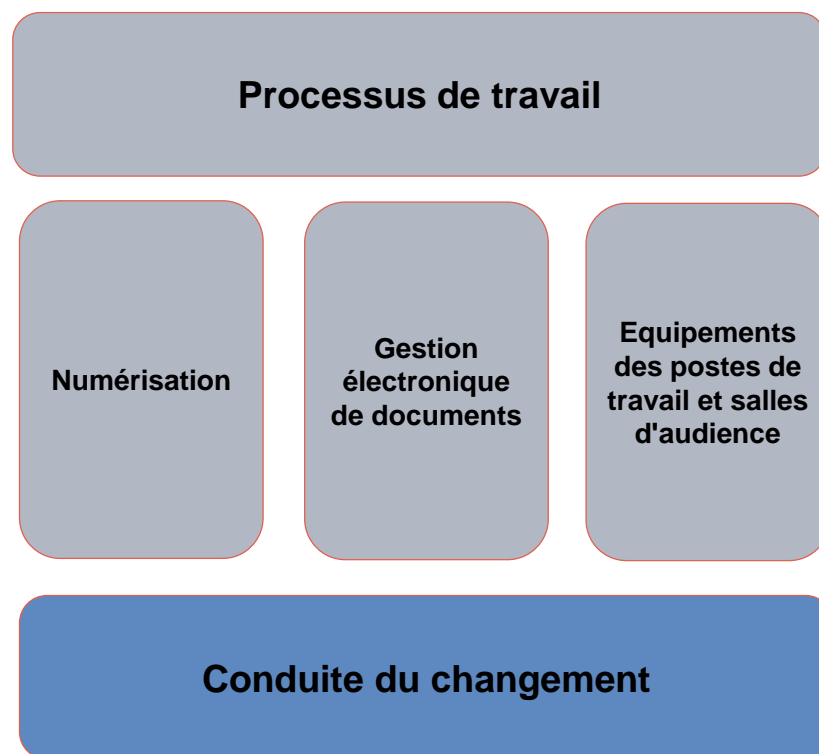 Processus de travail
Numérisation
Gestion
électronique
de documents
Equipements
des postes de
travail et salles
d'audience
Conduite du changement